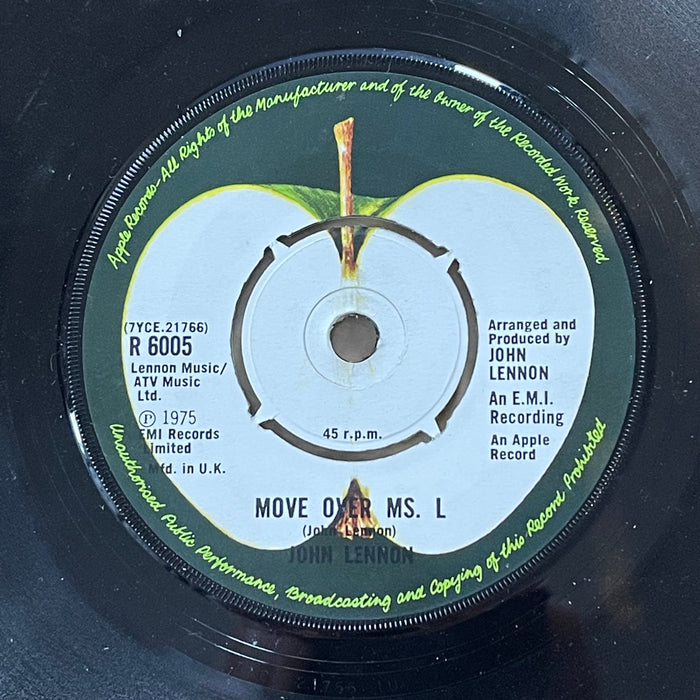 Apple Records-All Rights of the Manufacturer and of the Owner of the Recorded Work Reserved
(7YCE.21766)
R 6005
Lennon Music/
ATV Music
Ltd.
Ⓟ 1975
EMI Records
Limited
Mfd. in U.K.
Arranged and
Produced by
JOHN
LENNON
An E.M.I.
Recording
An Apple
Record
45 r.p.m.
MOVE OVER MS. L
(John Lennon)
JOHN LENNON
Unauthorised Public Performance, Broadcasting and Copying of this Record Prohibited